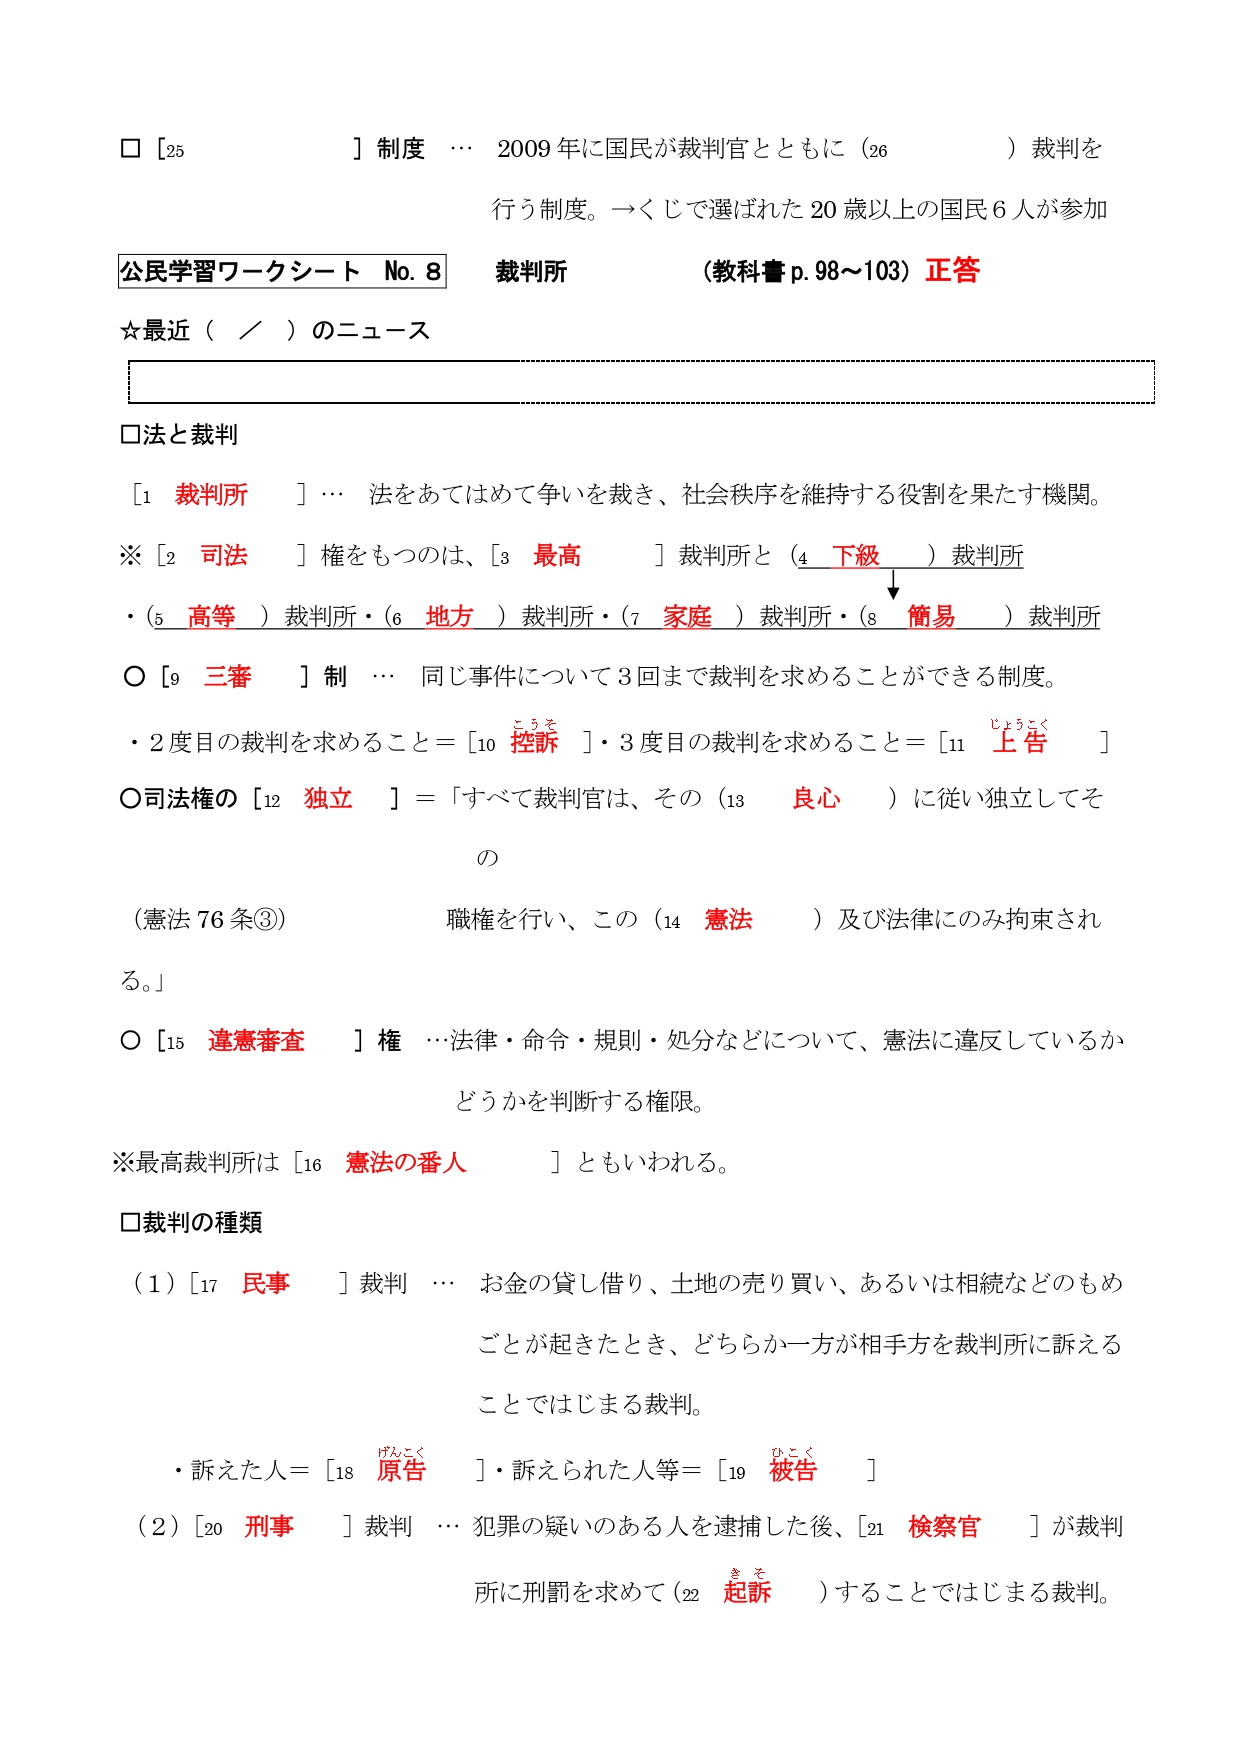 □［25　　　　　　　］制度　…　2009 年に国民が裁判官とともに（26　　　　　）裁判を
行う制度。→くじで選ばれた 20 歳以上の国民６人が参加
公民学習ワークシート　No.８　　裁判所　　　　　（教科書 p.98～103）正答
☆最近（　／　）のニュース
□法と裁判
［1　裁判所　　］…　法をあてはめて争いを裁き、社会秩序を維持する役割を果たす機関。
※［2　司法　　］権をもつのは、［3　最高　　　］裁判所と（4　下級　　）裁判所
↓
・（5　高等　）裁判所・（6　地方　）裁判所・（7　家庭　）裁判所・（8　簡易　　）裁判所
○［9　三審　　］制　…　同じ事件について３回まで裁判を求めることができる制度。
こうそ　じょうこく
・２度目の裁判を求めること＝［10　控訴　］・３度目の裁判を求めること＝［11　上告　　］
○司法権の［12　独立　］＝「すべて裁判官は、その（13　　良心　　）に従い独立してそ
の
（憲法 76 条③）　　　　　　　職権を行い、この（14　憲法　　）及び法律にのみ拘束され
る。」
○［15　違憲審査　　］権　…法律・命令・規則・処分などについて、憲法に違反しているか
どうかを判断する権限。
※最高裁判所は［16　憲法の番人　　　］ともいわれる。
□裁判の種類
（１）［17　民事　　］裁判　…　お金の貸し借り、土地の売り買い、あるいは相続などのもめ
ごとが起きたとき、どちらか一方が相手方を裁判所に訴える
ことではじまる裁判。
げんこく　ひこく
・訴えた人＝［18　原告　　］・訴えられた人等＝［19　被告　　］
（２）［20　刑事　　］裁判　…　犯罪の疑いのある人を逮捕した後、［21　検察官　　］が裁判
きそ
所に刑罰を求めて（22　起訴　　）することではじまる裁判。